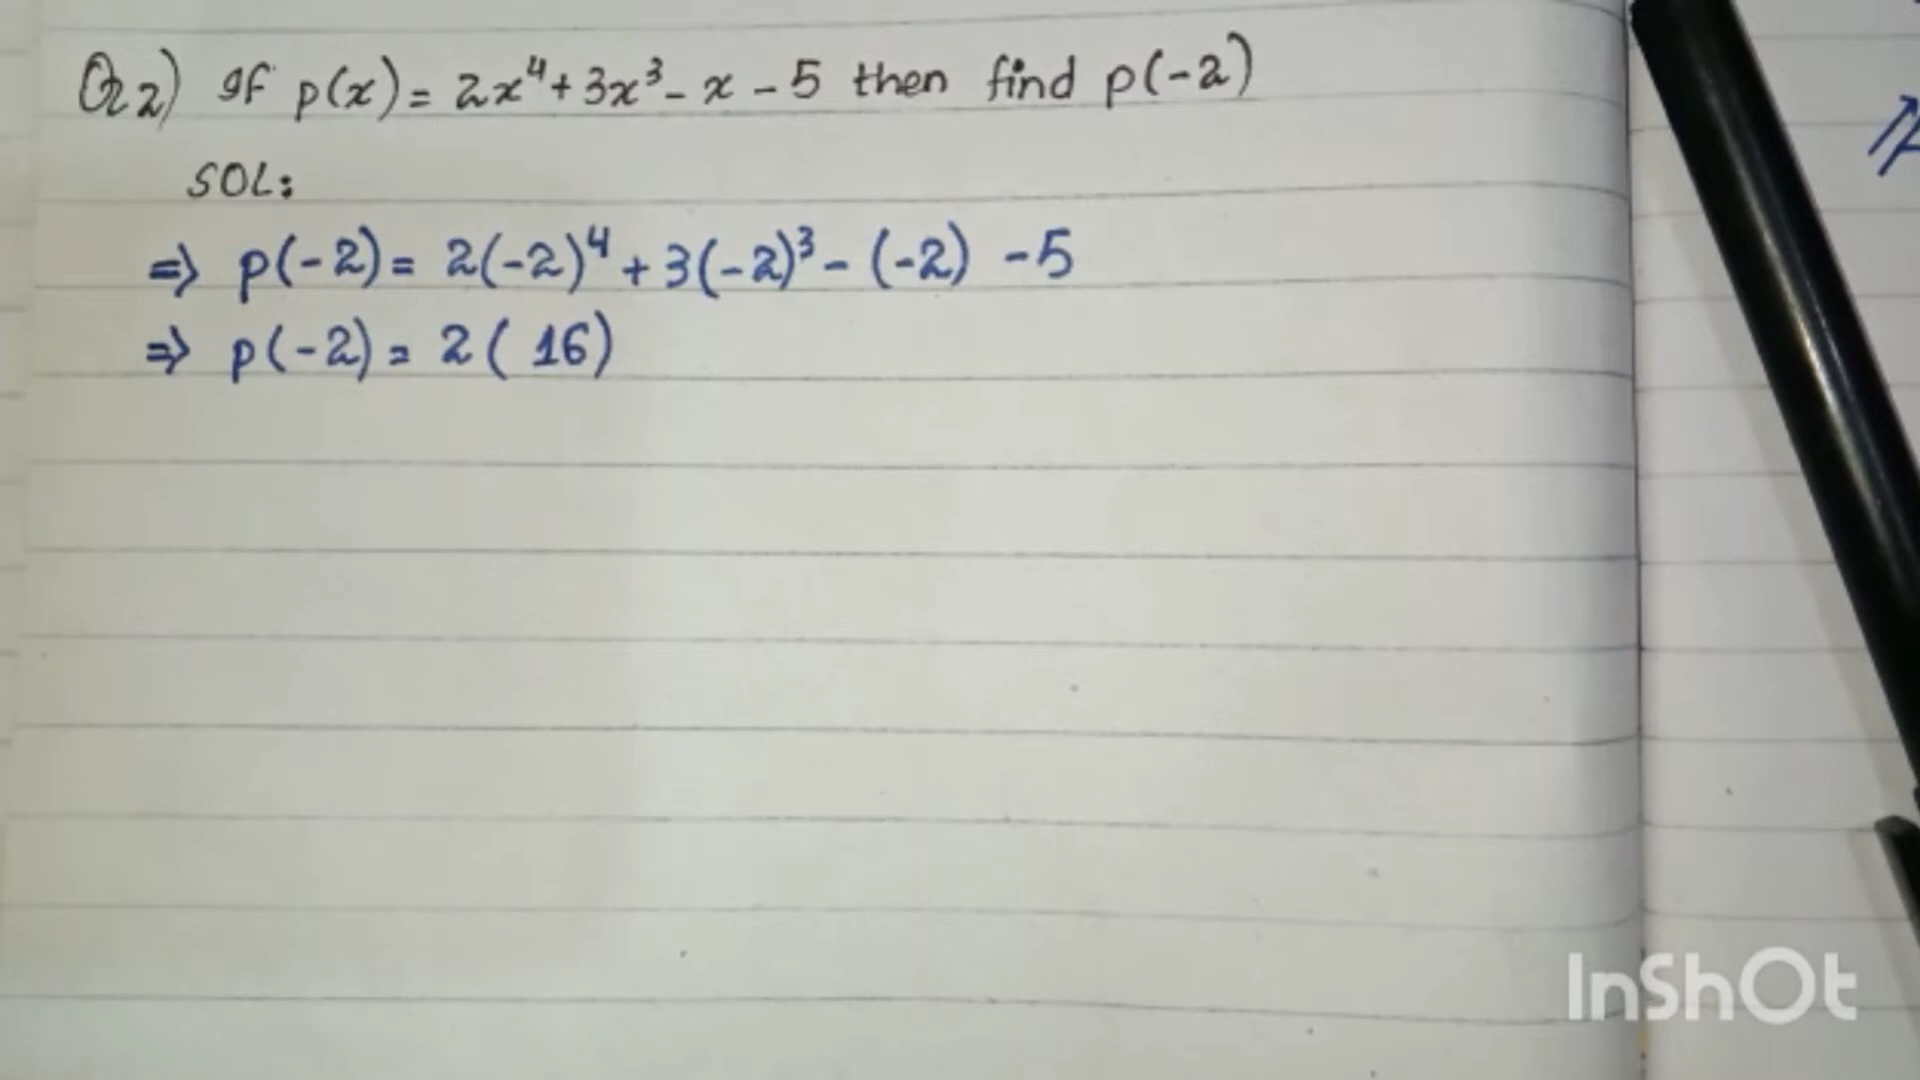 Q2) If p(x) = 2x⁴ + 3x³ - x - 5 then find p(-2)
SOL:
⇒ p(-2) = 2(-2)⁴ + 3(-2)³ - (-2) - 5
⇒ p(-2) = 2( 16)
InShOt